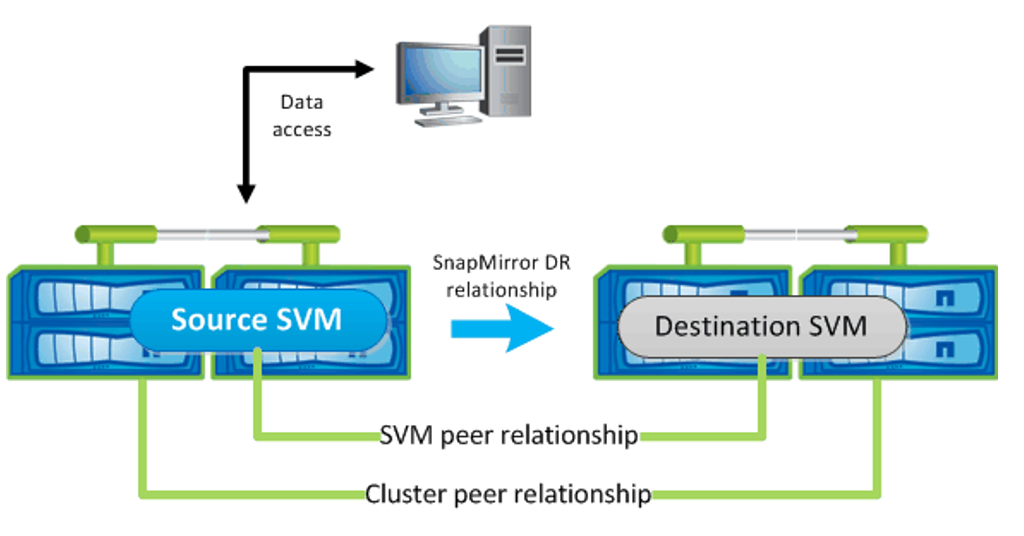 Data
access
SnapMirror DR
relationship
Source SVM
Destination SVM
SVM peer relationship
Cluster peer relationship